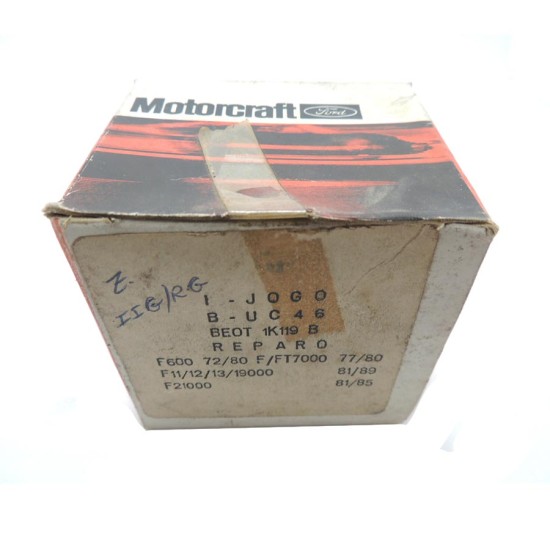 Motorcraft Ford
Z.
IIG/RG
1 - JOGO
B - UC 46
BEOT 1K119 B
REPARO
F600 72/80 F/FT7000 77/80
F11/12/13/19000 81/89
F21000 81/85